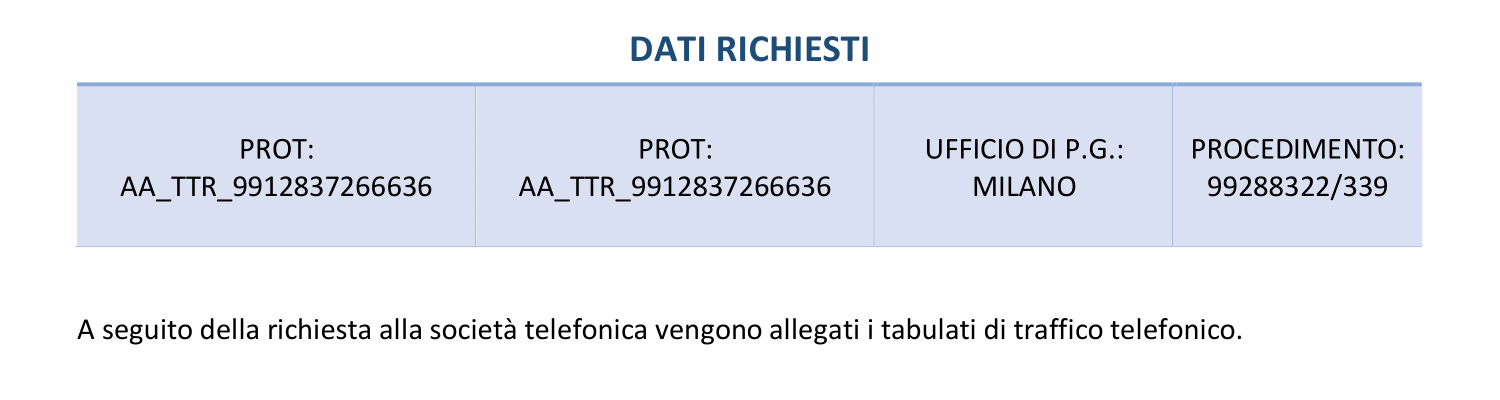 DATI RICHIESTI
PROT:
AA_TTR_9912837266636
PROT:
AA_TTR_9912837266636
UFFICIO DI P.G.:
MILANO
PROCEDIMENTO:
99288322/339
A seguito della richiesta alla società telefonica vengono allegati i tabulati di traffico telefonico.